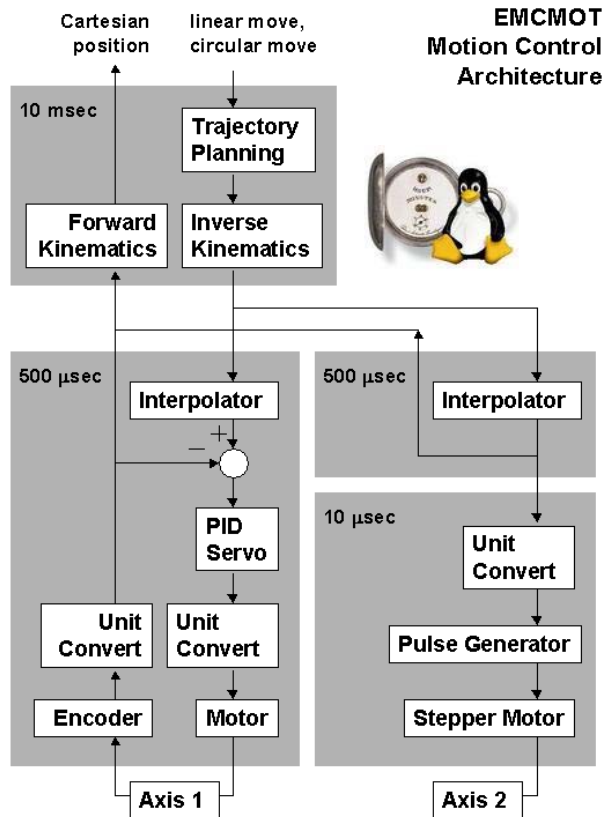 Cartesian position
linear move, circular move
EMCMOT
Motion Control
Architecture
10 msec
Trajectory
Planning
Forward
Kinematics
Inverse
Kinematics
500 µsec
Interpolator
+
−
PID
Servo
Unit
Convert
Unit
Convert
Encoder
Motor
Axis 1
500 µsec
Interpolator
10 µsec
Unit
Convert
Pulse Generator
Stepper Motor
Axis 2